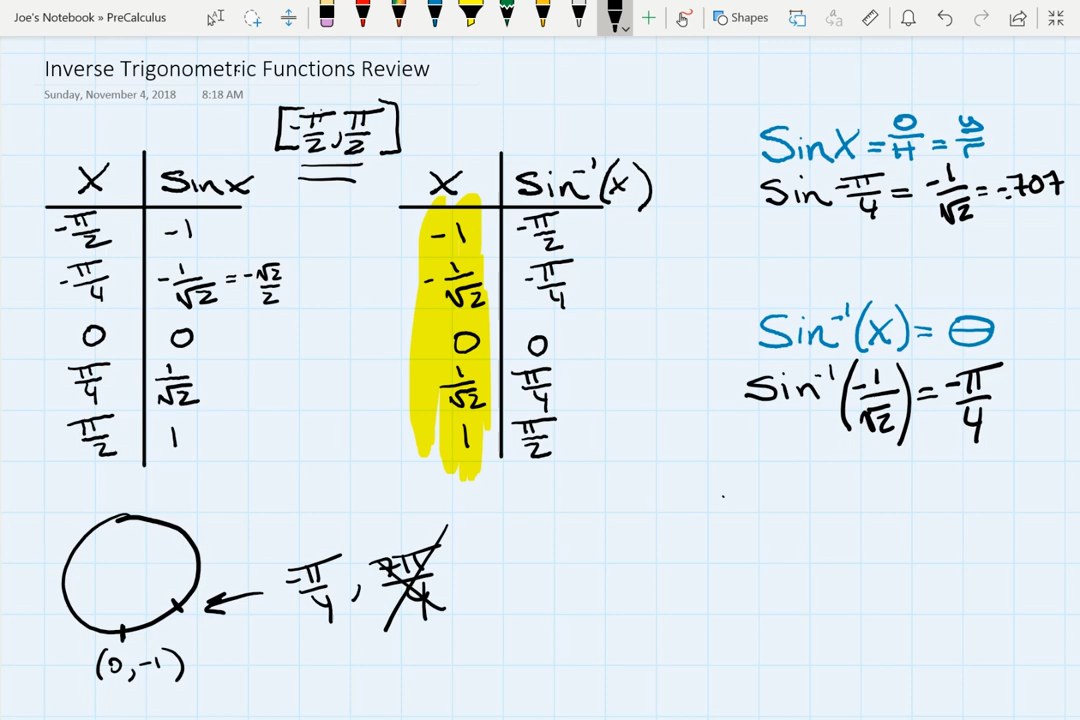 Joe's Notebook » PreCalculus
Shapes
Inverse Trigonometric Functions Review
Sunday, November 4, 2018 8:18 AM
[-π/2, π/2]
x | Sin x
-π/2 | -1
-π/4 | -1/√2 = -√2/2
0 | 0
π/4 | 1/√2
π/2 | 1
x | Sin⁻¹(x)
-1 | -π/2
-1/√2 | -π/4
0 | 0
1/√2 | π/4
1 | π/2
Sin x = O/H = y/r
Sin -π/4 = -1/√2 = -.707
Sin⁻¹(x) = θ
Sin⁻¹(-1/√2) = -π/4
-π/4, 7π/4
(0, -1)